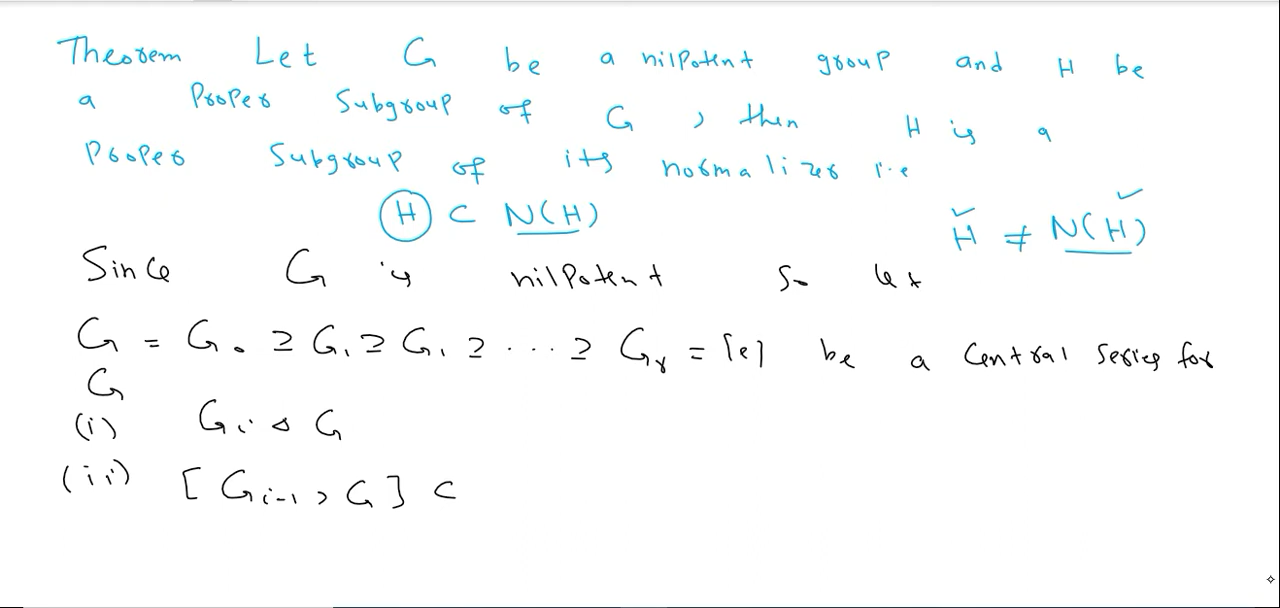 Theorem Let G be a nilpotent group and H be
a Proper Subgroup of G , then H is a
Proper Subgroup of its normalizer i.e
H ⊂ N(H) H ≠ N(H)
Since G is nilpotent so let
G = G₀ ⊇ G₁ ⊇ G₁ ⊇ ... ⊇ Gᵣ = {e} be a Central Series for
G
(i) Gᵢ ⊲ G
(ii) [Gᵢ₋₁, G] ⊂